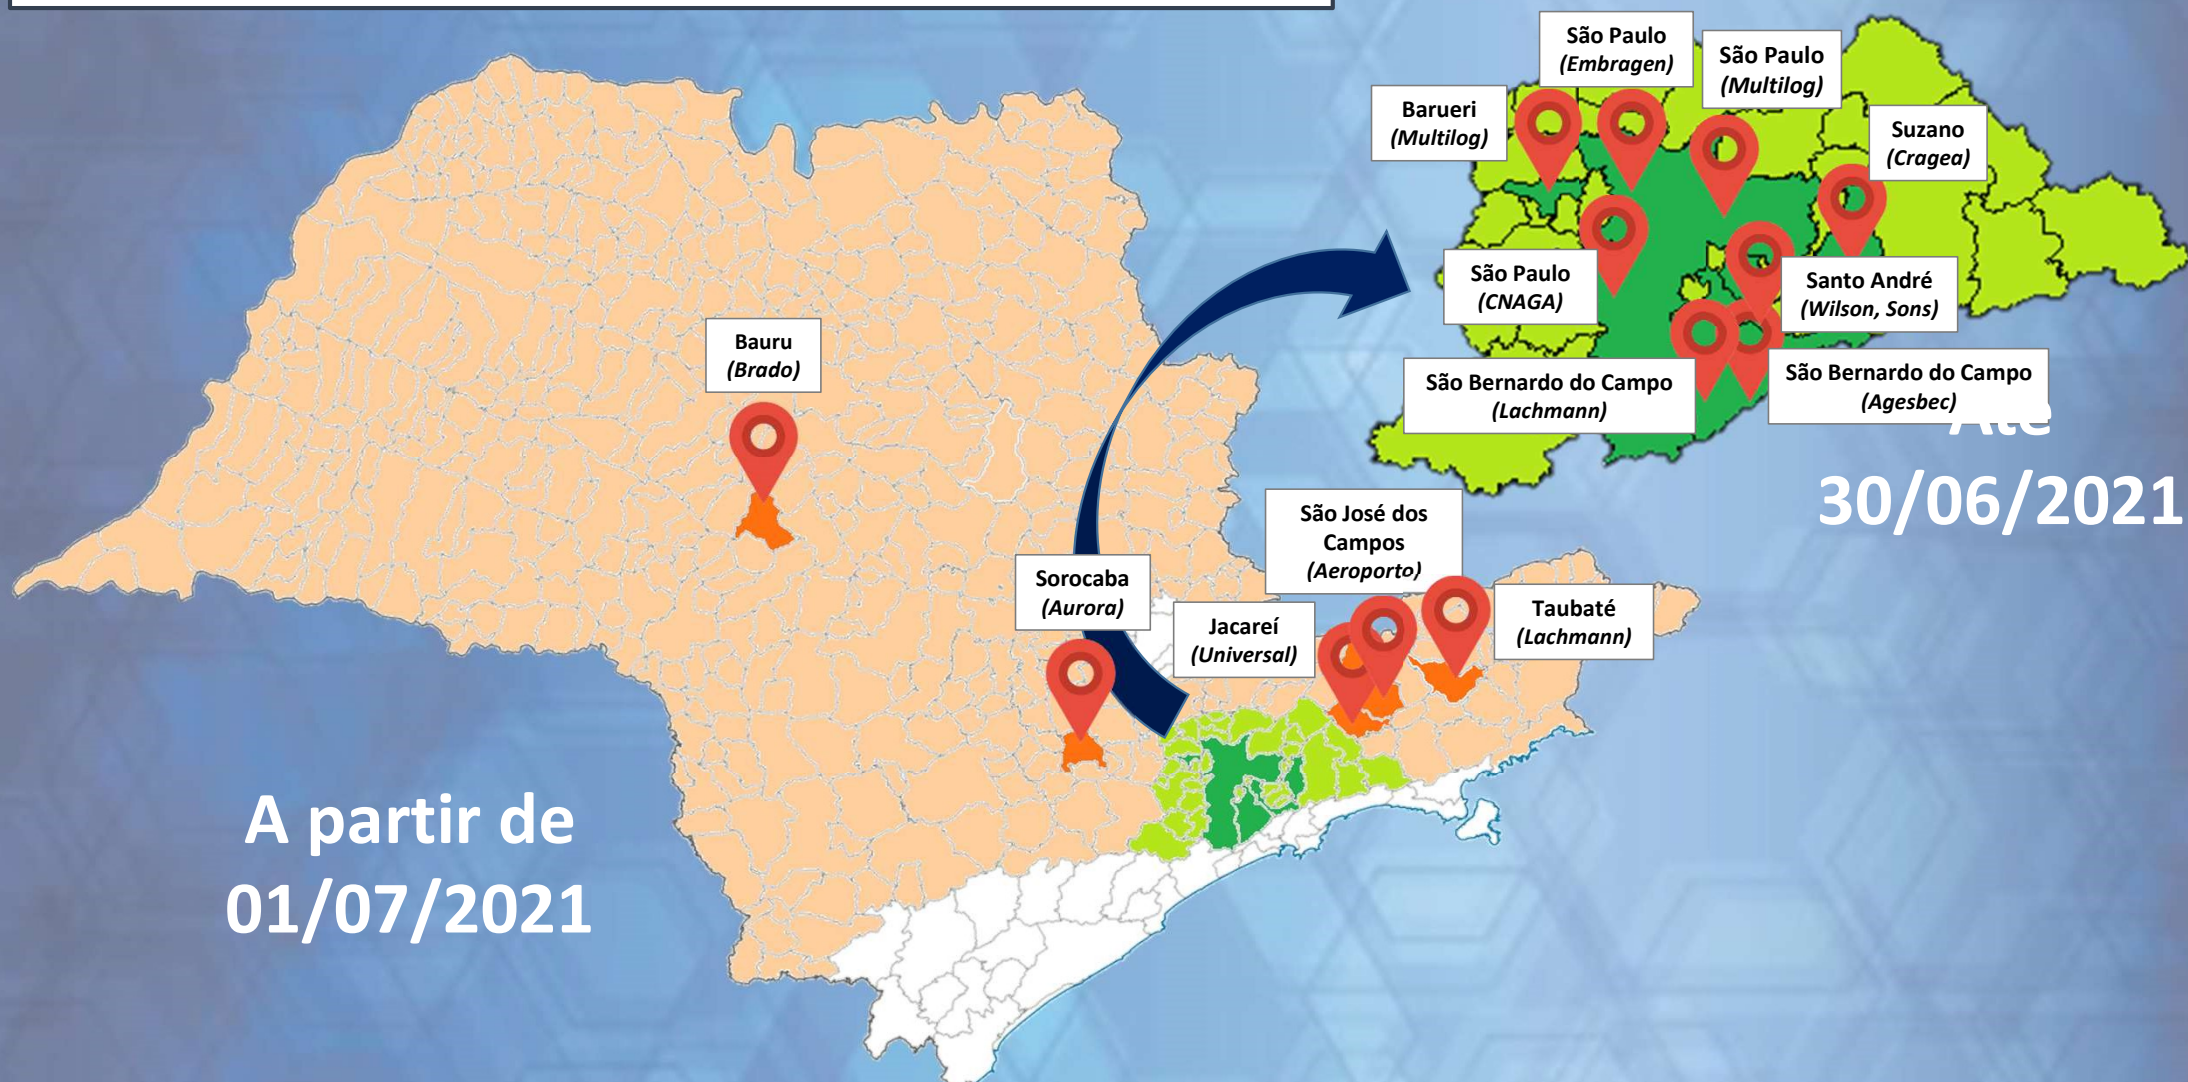 São Paulo
(Embragen)
São Paulo
(Multilog)
Barueri
(Multilog)
Suzano
(Cragea)
São Paulo
(CNAGA)
Santo André
(Wilson, Sons)
São Bernardo do Campo
(Lachmann)
São Bernardo do Campo
(Agesbec)
Até
30/06/2021
Bauru
(Brado)
São José dos
Campos
(Aeroporto)
Sorocaba
(Aurora)
Jacareí
(Universal)
Taubaté
(Lachmann)
A partir de
01/07/2021